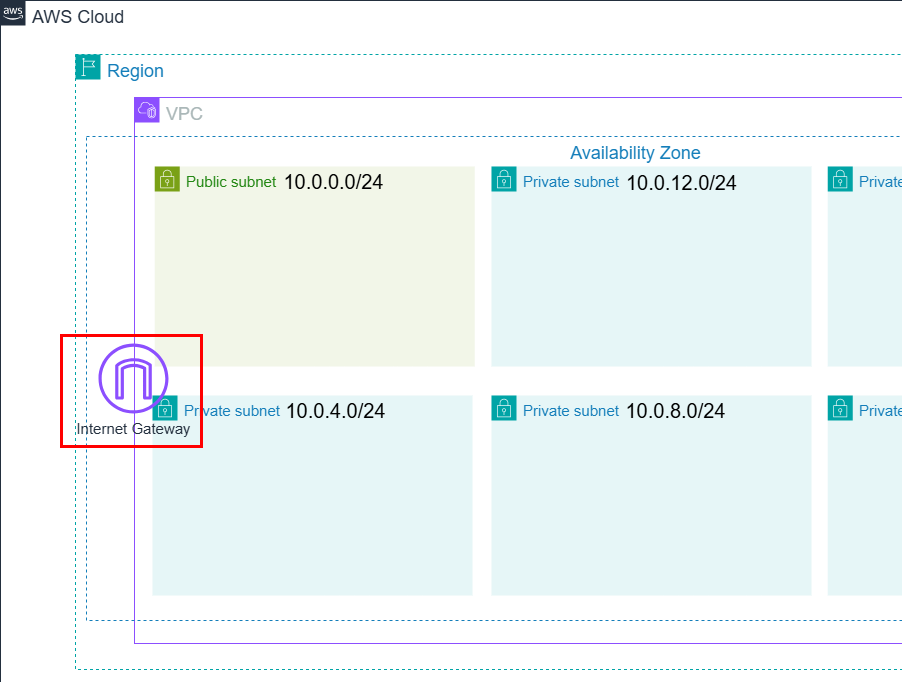 aws
AWS Cloud
Region
VPC
Availability Zone
Public subnet 10.0.0.0/24
Private subnet 10.0.12.0/24
Private
Internet Gateway
Private subnet 10.0.4.0/24
Private subnet 10.0.8.0/24
Private